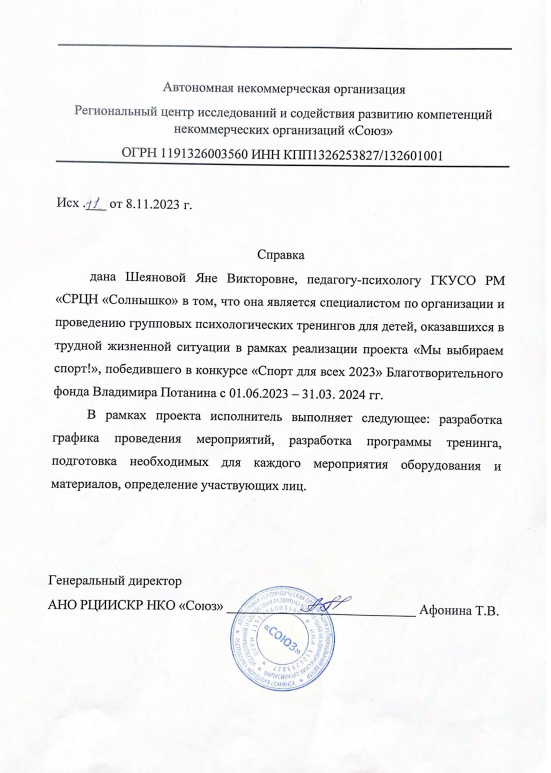 Автономная некоммерческая организация
Региональный центр исследований и содействия развитию компетенций
некоммерческих организаций «Союз»
ОГРН 1191326003560 ИНН КПП1326253827/132601001
Исх .11 от 8.11.2023 г.
Справка
дана Шеяновой Яне Викторовне, педагогу-психологу ГКУСО РМ
«СРЦН «Солнышко» в том, что она является специалистом по организации и
проведению групповых психологических тренингов для детей, оказавшихся в
трудной жизненной ситуации в рамках реализации проекта «Мы выбираем
спорт!», победившего в конкурсе «Спорт для всех 2023» Благотворительного
фонда Владимира Потанина с 01.06.2023 – 31.03. 2024 гг.
В рамках проекта исполнитель выполняет следующее: разработка
графика проведения мероприятий, разработка программы тренинга,
подготовка необходимых для каждого мероприятия оборудования и
материалов, определение участвующих лиц.
Генеральный директор
АНО РЦИИСКР НКО «Союз» Афонина Т.В.
«СОЮЗ»